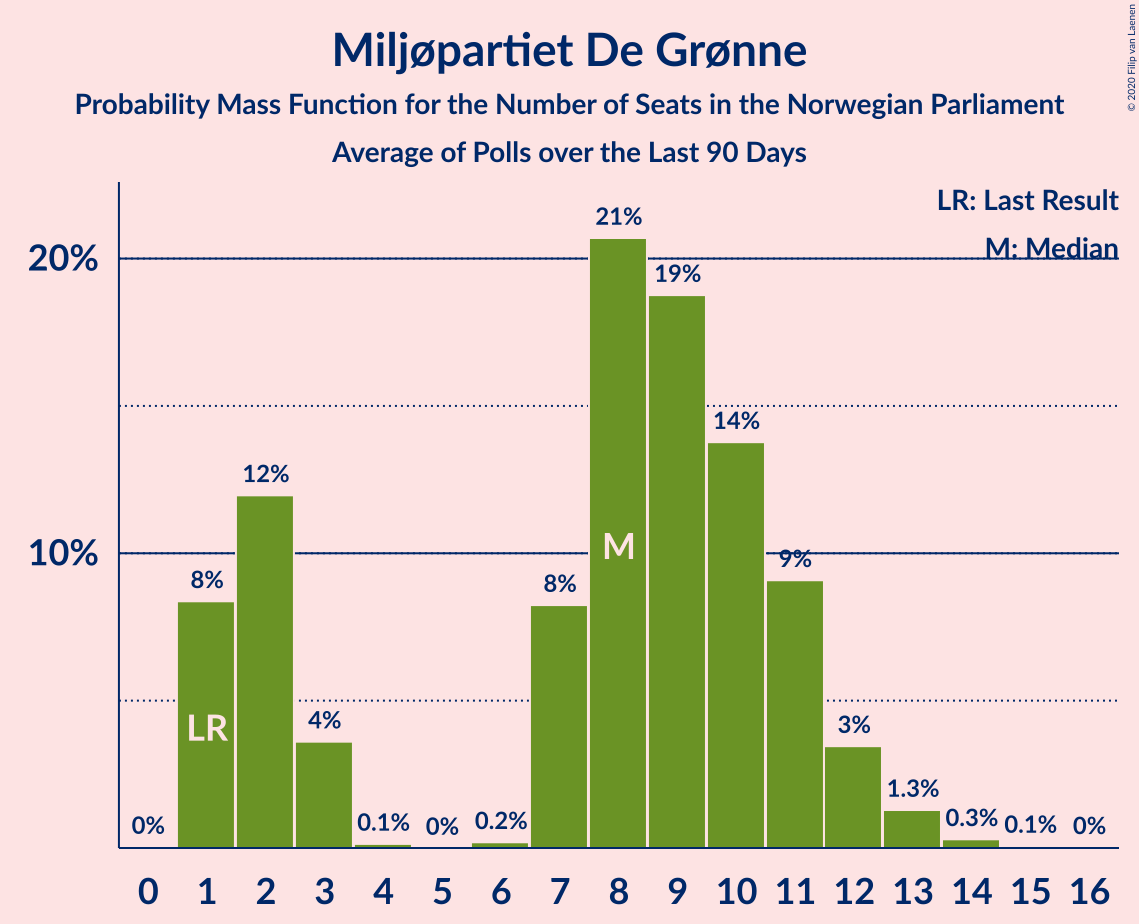 Miljøpartiet De Grønne
Probability Mass Function for the Number of Seats in the Norwegian Parliament
Average of Polls over the Last 90 Days
© 2020 Filip van Laenen
LR: Last Result
M: Median
20%
10%
0%
8%
12%
4%
0.1%
0%
0.2%
8%
21%
19%
14%
9%
3%
1.3%
0.3%
0.1%
0%
LR
M
0 1 2 3 4 5 6 7 8 9 10 11 12 13 14 15 16